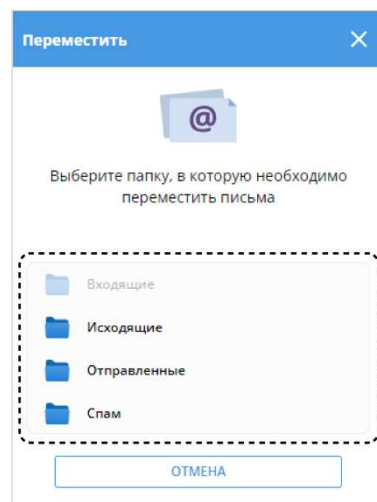 Переместить
@
Выберите папку, в которую необходимо
переместить письма
Входящие
Исходящие
Отправленные
Спам
ОТМЕНА